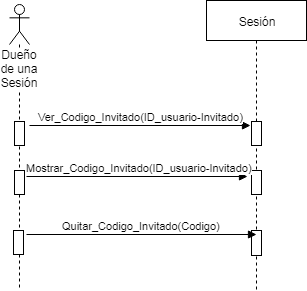 Sesión
Dueño
de una
Sesión
Ver_Codigo_Invitado(ID_usuario-Invitado)
Mostrar_Codigo_Invitado(ID_usuario-Invitado)
Quitar_Codigo_Invitado(Codigo)